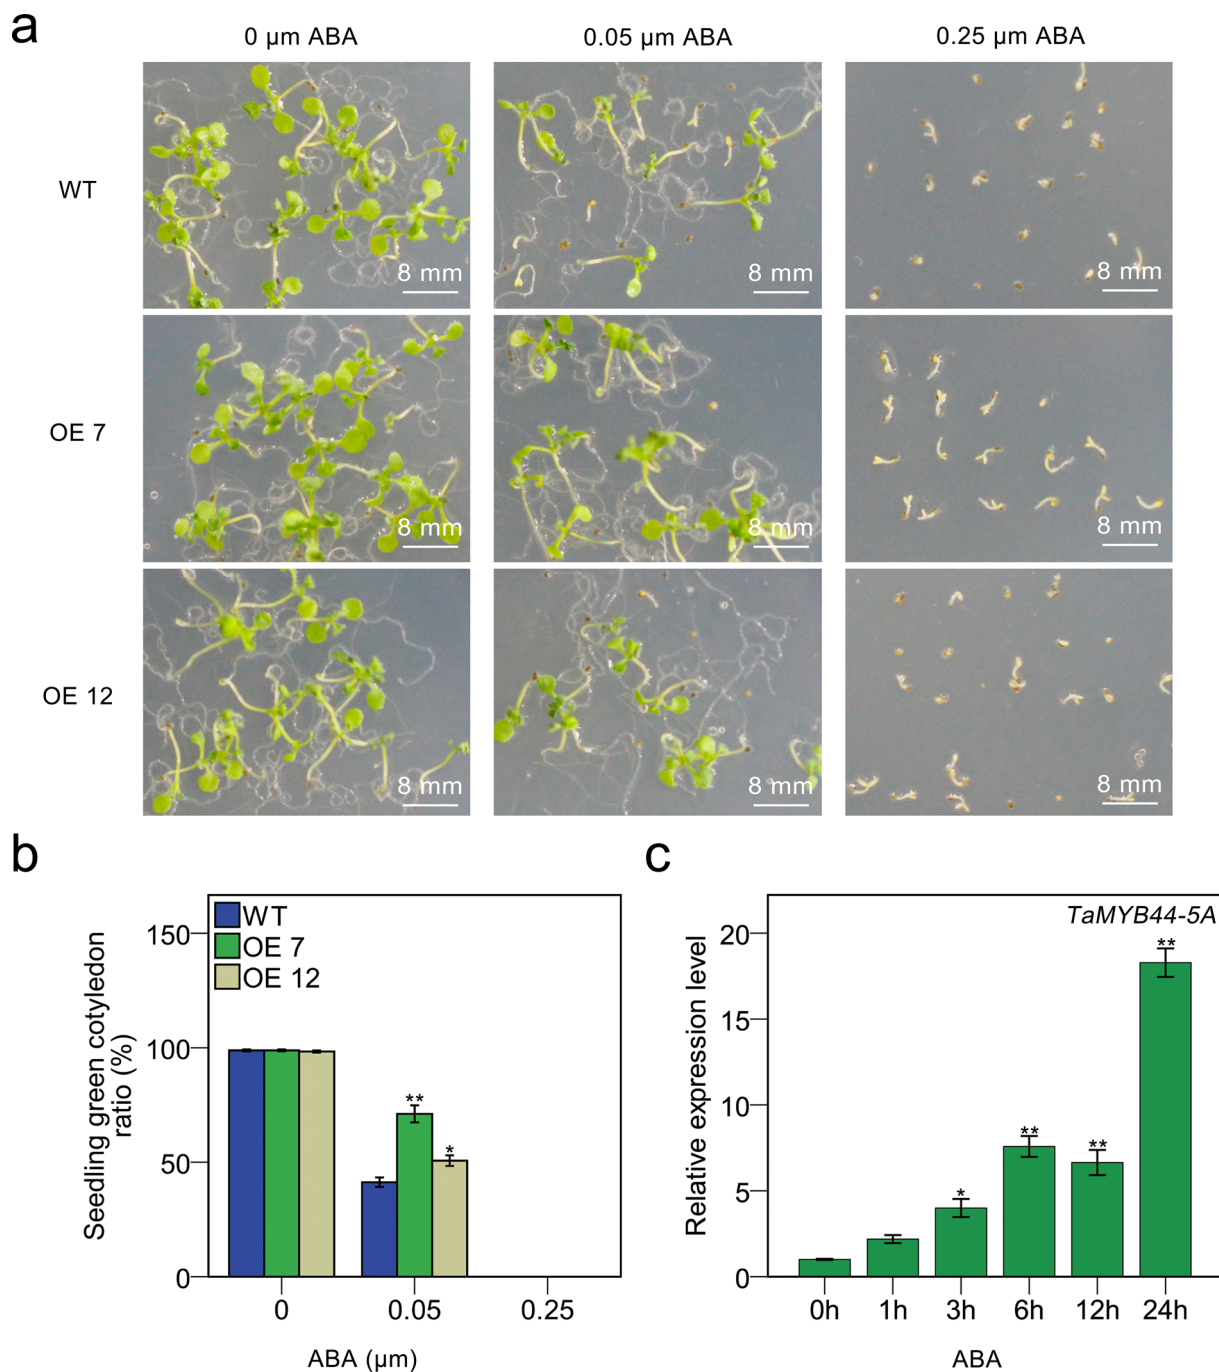 a
0 µm ABA
0.05 µm ABA
0.25 µm ABA
WT
8 mm
8 mm
8 mm
OE 7
8 mm
8 mm
8 mm
OE 12
8 mm
8 mm
8 mm
b
Seedling green cotyledon
ratio (%)
150
100
50
0
WT
OE 7
OE 12
**
*
0
0.05
0.25
ABA (µm)
c
Relative expression level
TaMYB44-5A
20
15
10
5
0
*
**
**
**
0h
1h
3h
6h
12h
24h
ABA